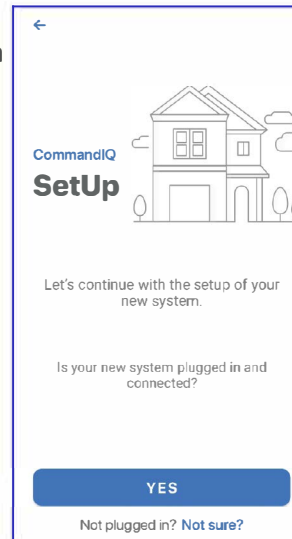 CommandIQ
SetUp
Let's continue with the setup of your
new system.
Is your new system plugged in and
connected?
YES
Not plugged in? Not sure?